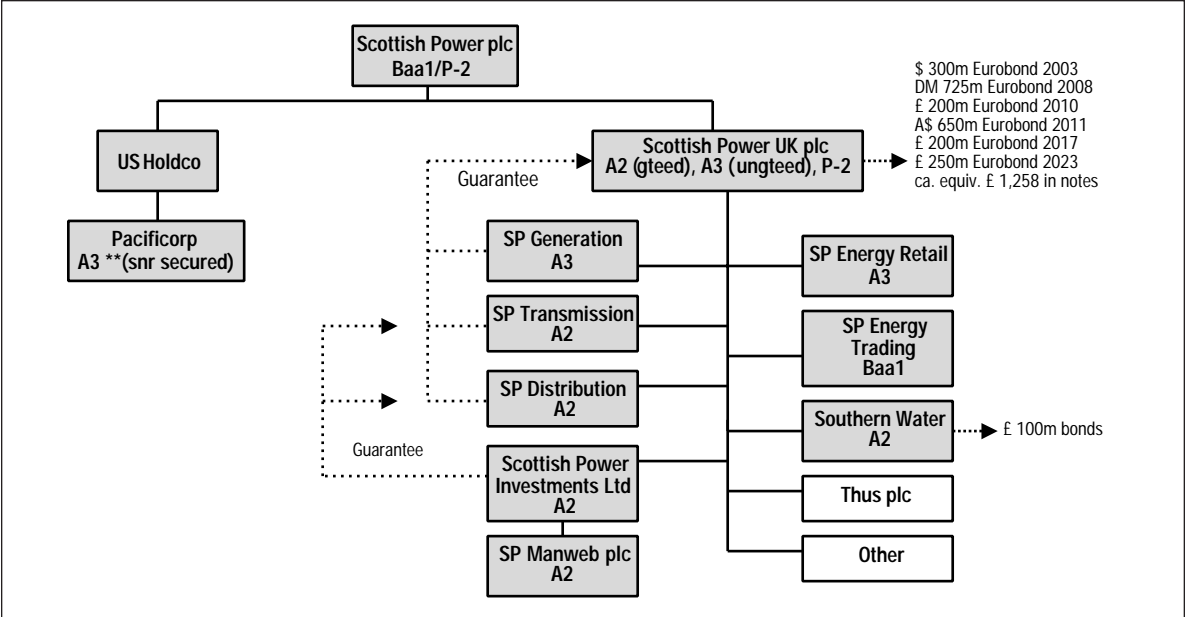 Scottish Power plc
Baa1/P-2
$ 300m Eurobond 2003
DM 725m Eurobond 2008
£ 200m Eurobond 2010
A$ 650m Eurobond 2011
£ 200m Eurobond 2017
£ 250m Eurobond 2023
ca. equiv. £ 1,258 in notes
US Holdco
Scottish Power UK plc
A2 (gteed), A3 (ungteed), P-2
Guarantee
Pacificorp
A3 **(snr secured)
SP Generation
A3
SP Energy Retail
A3
SP Transmission
A2
SP Energy
Trading
Baa1
SP Distribution
A2
Southern Water
A2
£ 100m bonds
Guarantee
Scottish Power
Investments Ltd
A2
Thus plc
SP Manweb plc
A2
Other